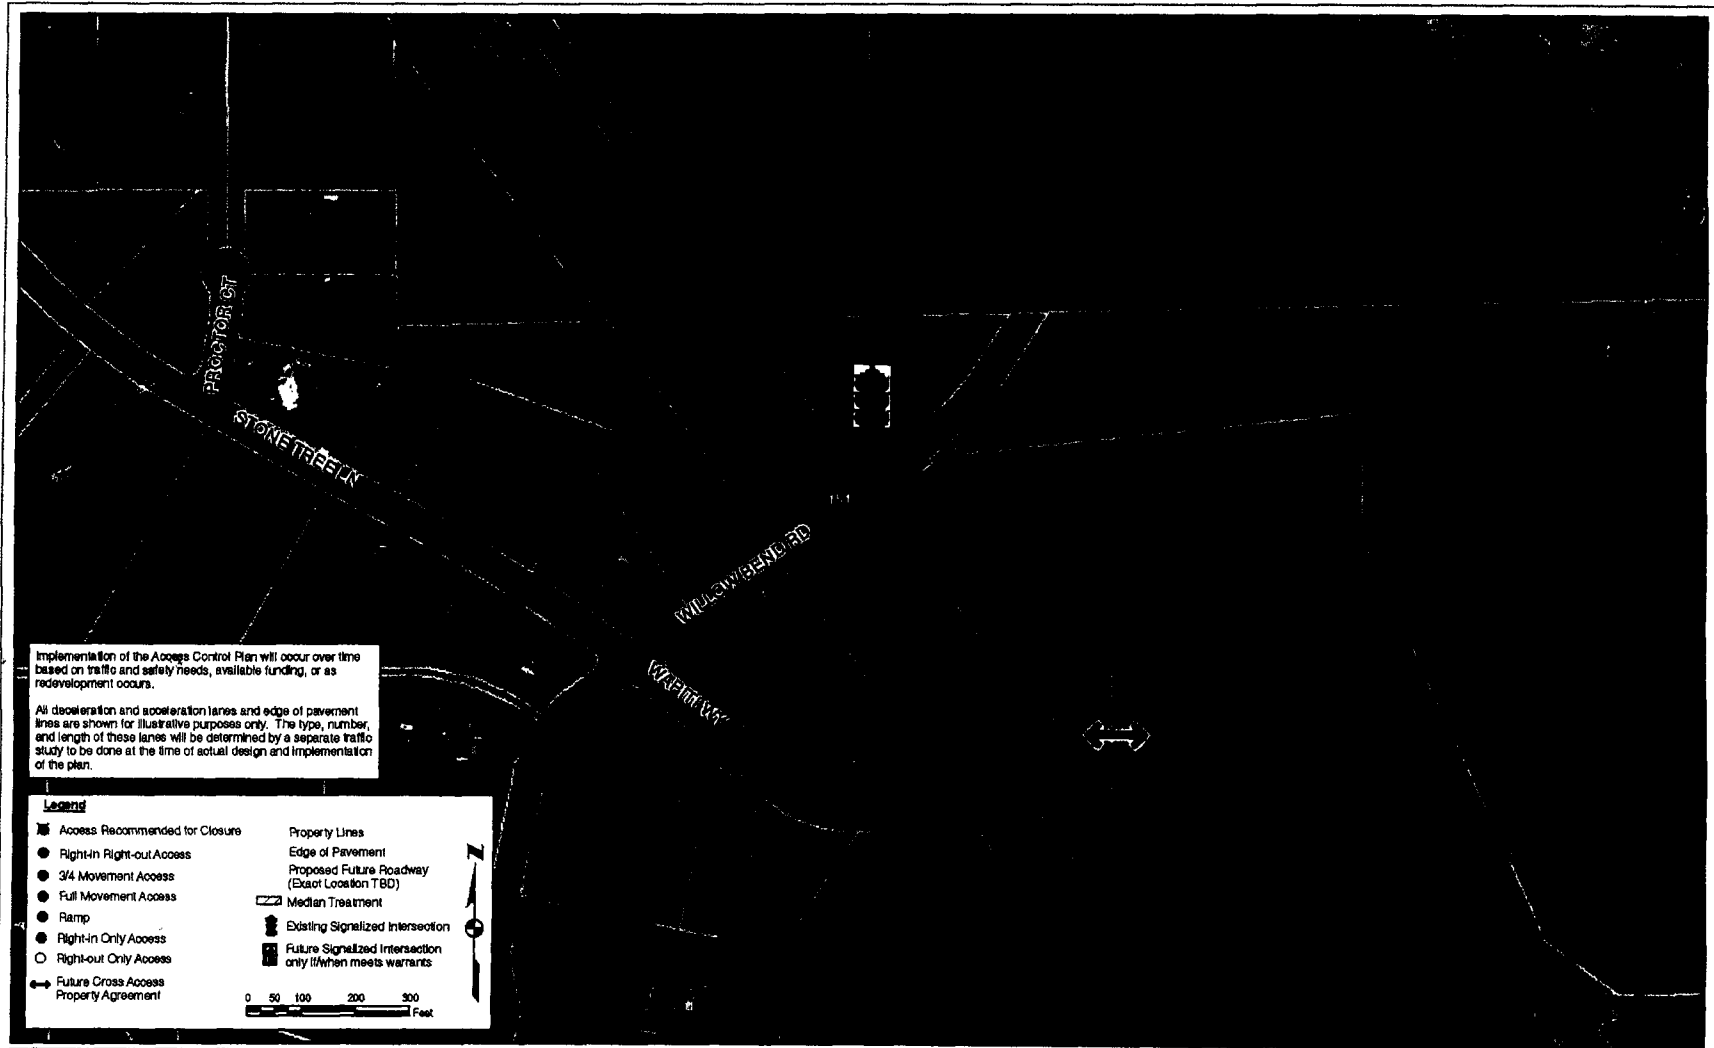 PROCTOR CT
STONE TREE LN
151
WILLOW BEND RD
WAPITI WY
Implementation of the Access Control Plan will occur over time
based on traffic and safety needs, available funding, or as
redevelopment occurs.
All deceleration and acceleration lanes and edge of pavement
lines are shown for illustrative purposes only. The type, number,
and length of these lanes will be determined by a separate traffic
study to be done at the time of actual design and implementation
of the plan.
Legend
Access Recommended for Closure
Right-in Right-out Access
3/4 Movement Access
Full Movement Access
Ramp
Right-in Only Access
Right-out Only Access
Future Cross Access
Property Agreement
Property Lines
Edge of Pavement
Proposed Future Roadway
(Exact Location TBD)
Median Treatment
Existing Signalized Intersection
Future Signalized Intersection
only if/when meets warrants
Z
0 50 100 200 300
Feet